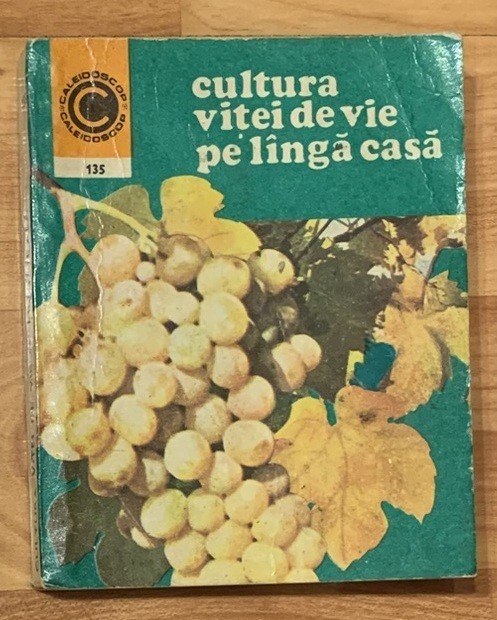 CALEIDOSCOP
CALEIDOSCOP
135
cultura
viței de vie
pe lîngă casă